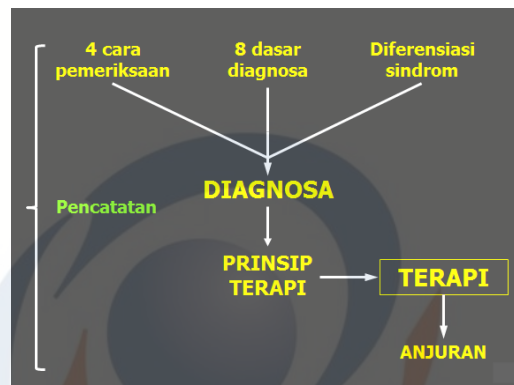 4 cara
pemeriksaan
8 dasar
diagnosa
Diferensiasi
sindrom
DIAGNOSA
Pencatatan
PRINSIP
TERAPI
TERAPI
ANJURAN